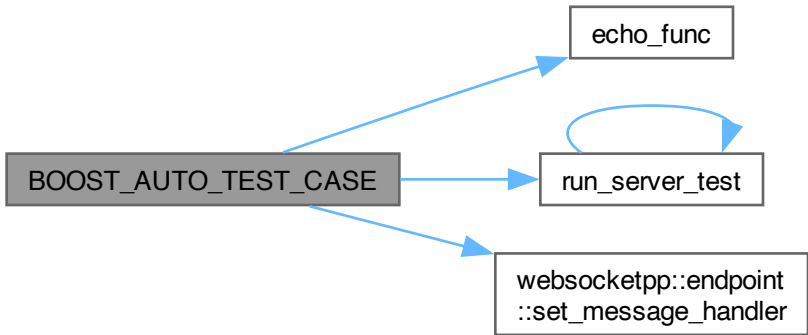 echo_func
BOOST_AUTO_TEST_CASE
run_server_test
websocketpp::endpoint
::set_message_handler